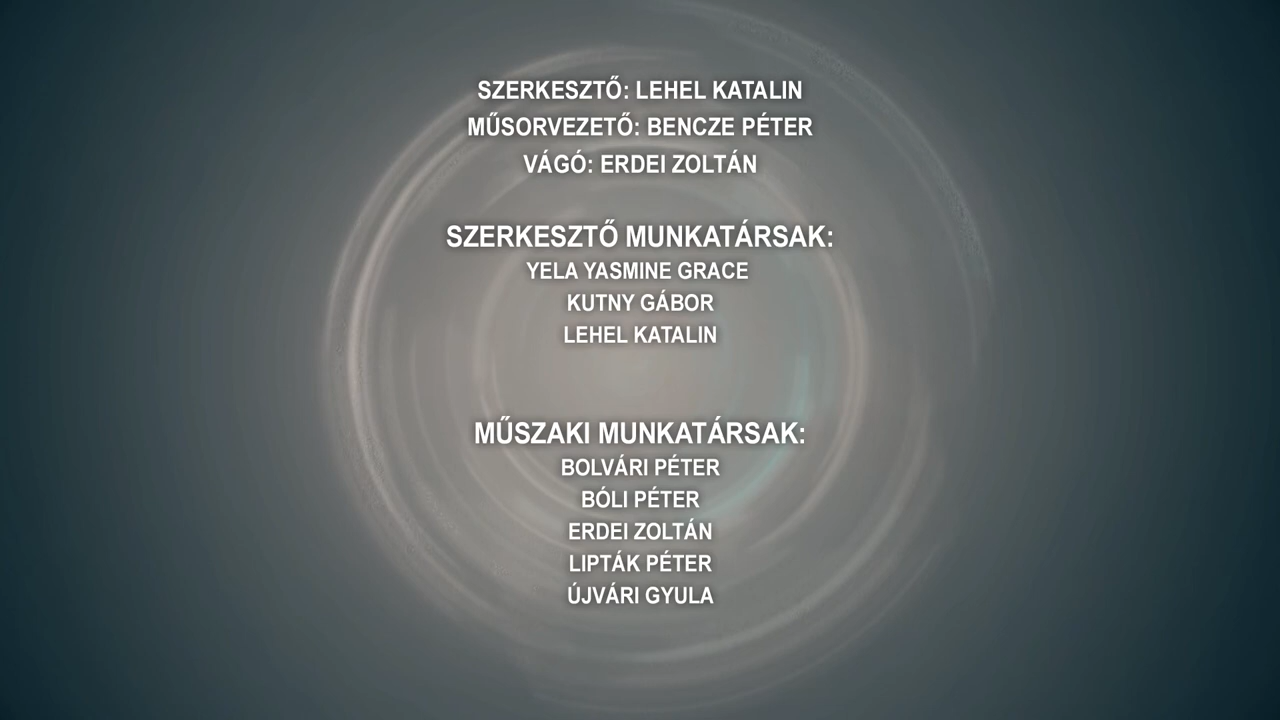 SZERKESZTŐ: LEHEL KATALIN
MŰSORVEZETŐ: BENCZE PÉTER
VÁGÓ: ERDEI ZOLTÁN
SZERKESZTŐ MUNKATÁRSAK:
YELA YASMINE GRACE
KUTNY GÁBOR
LEHEL KATALIN
MŰSZAKI MUNKATÁRSAK:
BOLVÁRI PÉTER
BÓLI PÉTER
ERDEI ZOLTÁN
LIPTÁK PÉTER
ÚJVÁRI GYULA